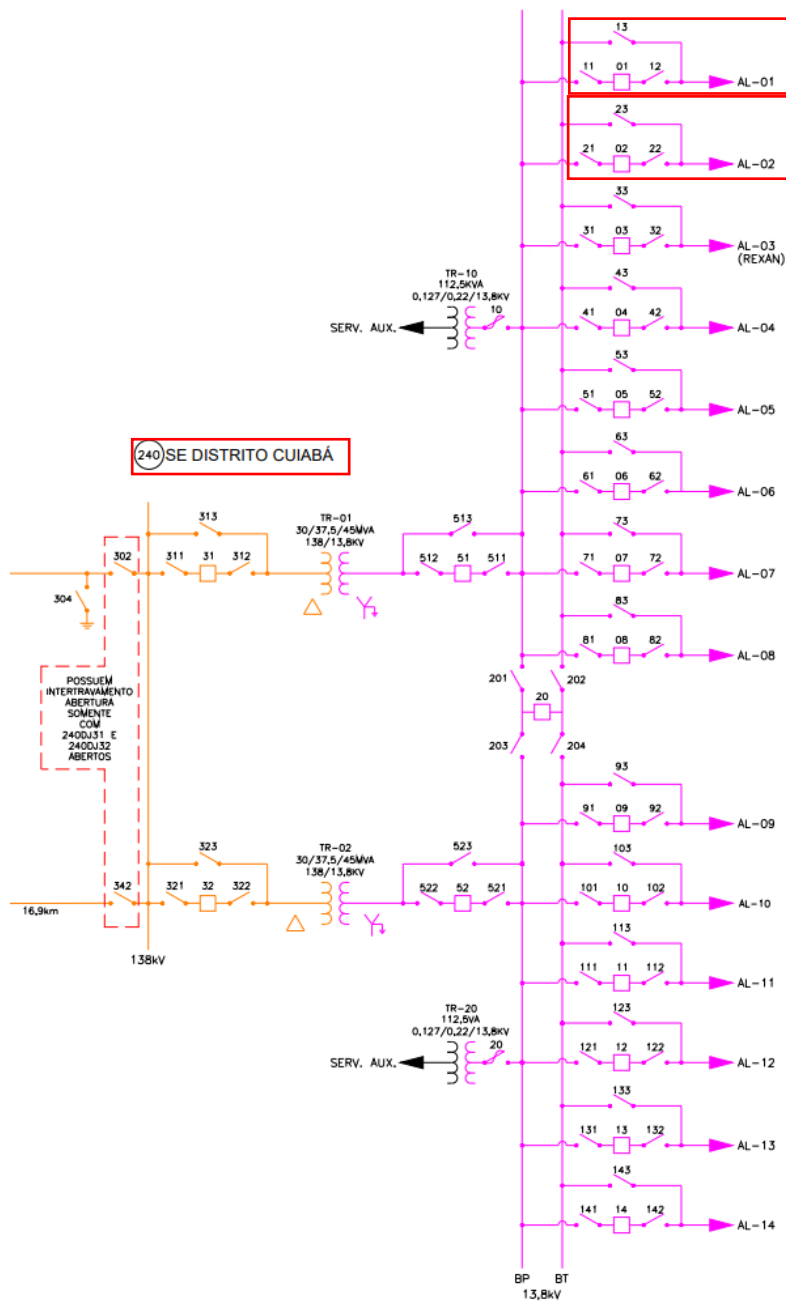 13
11 01 12
AL-01
23
21 02 22
AL-02
33
31 03 32
AL-03
(REXAN)
TR-10
112,5KVA
0,127/0,22/13,8KV
10
SERV. AUX.
43
41 04 42
AL-04
53
51 05 52
AL-05
240 SE DISTRITO CUIABÁ
63
61 06 62
AL-06
313
302 311 31 312
304
TR-01
30/37,5/45MVA
138/13,8KV
513
512 51 511
73
71 07 72
AL-07
83
81 08 82
AL-08
POSSUEM
INTERTRAVAMENTO
ABERTURA
SOMENTE
COM
240DJ31 E
240DJ32
ABERTOS
201 202
20
203 204
93
91 09 92
AL-09
323
342 321 32 322
16,9km
138kV
TR-02
30/37,5/45MVA
138/13,8KV
523
522 52 521
103
101 10 102
AL-10
113
111 11 112
AL-11
TR-20
112,5VA
0,127/0,22/13,8KV
20
SERV. AUX.
123
121 12 122
AL-12
133
131 13 132
AL-13
143
141 14 142
AL-14
BP BT
13,8kV